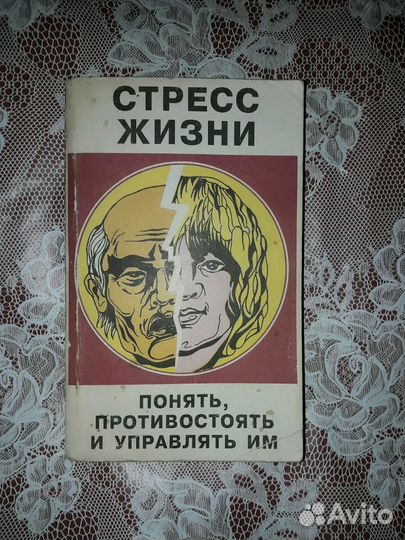 СТРЕСС
ЖИЗНИ
ПОНЯТЬ,
ПРОТИВОСТОЯТЬ
И УПРАВЛЯТЬ ИМ
Avito